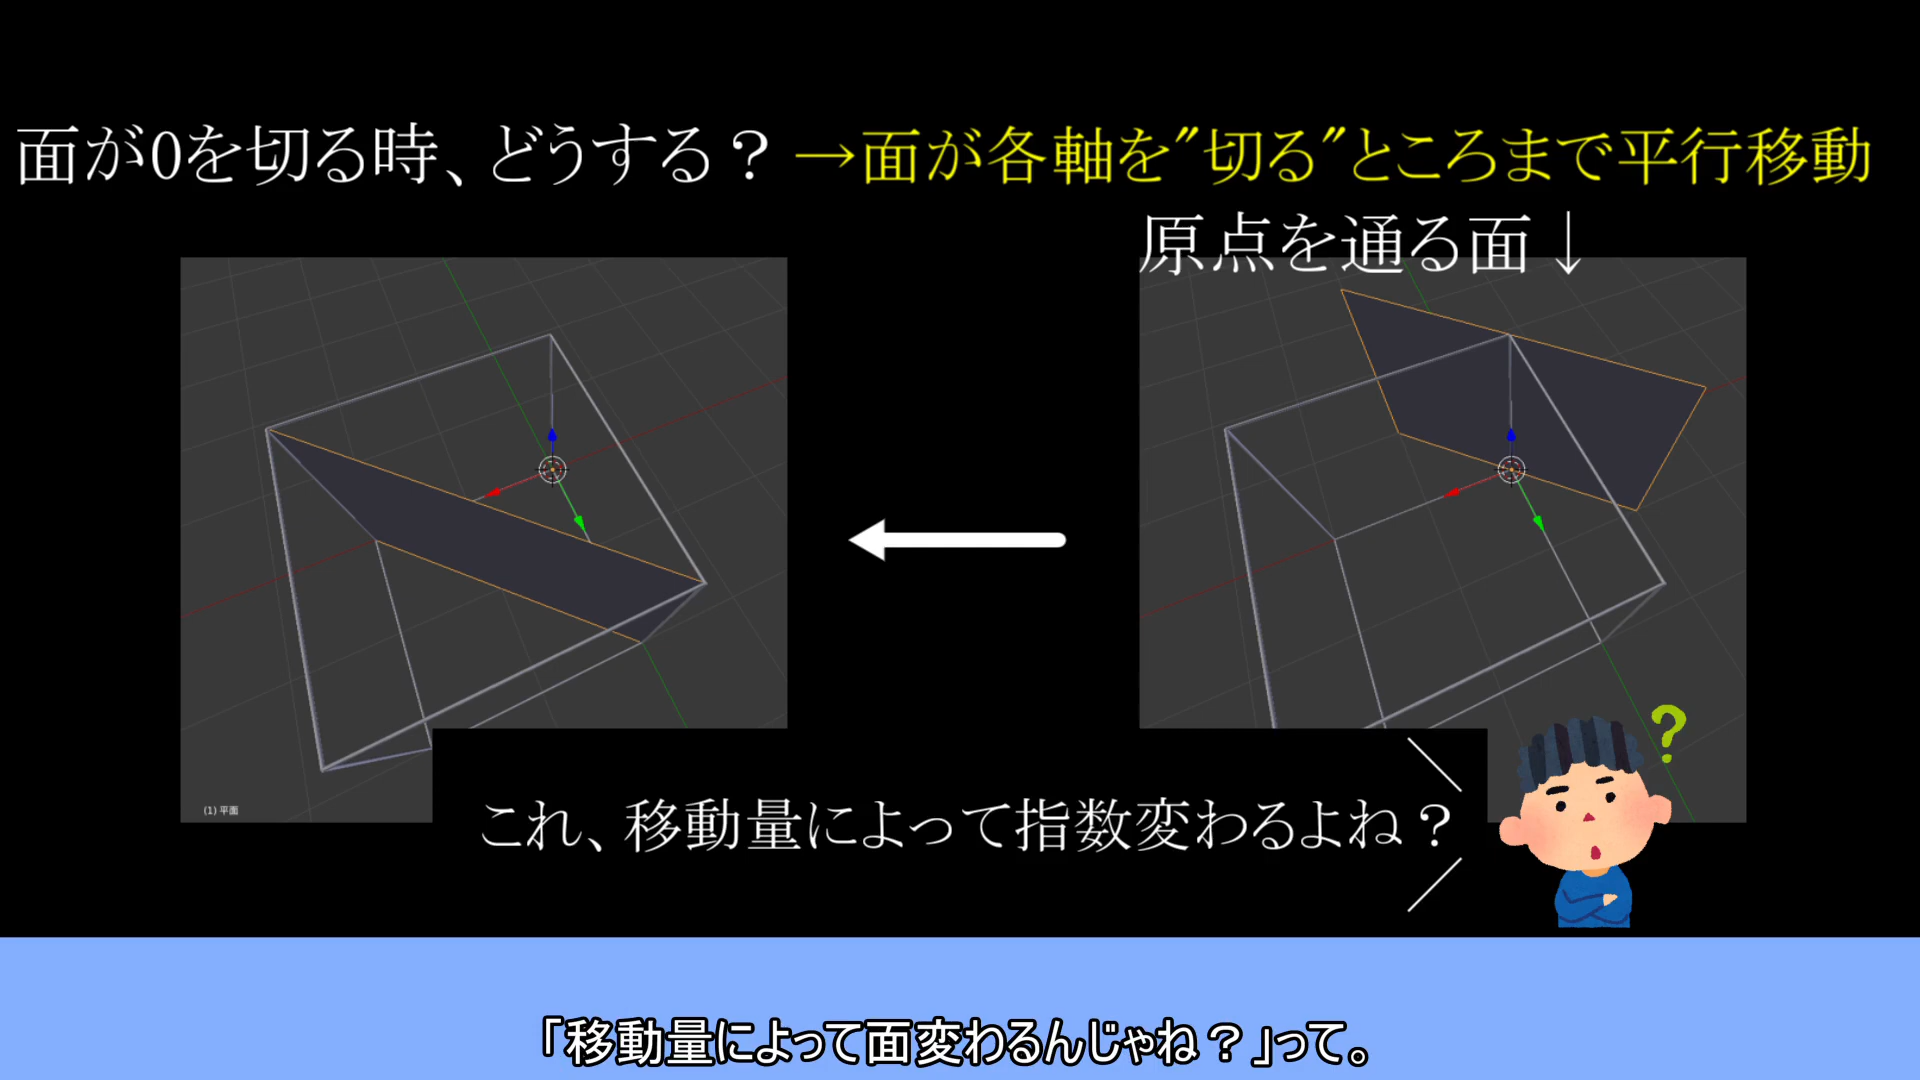 面が0を切る時、どうする？→面が各軸を"切る"ところまで平行移動
原点を通る面↓
(1) 平面
これ、移動量によって指数変わるよね？
?
「移動量によって面変わるんじゃね？」って。